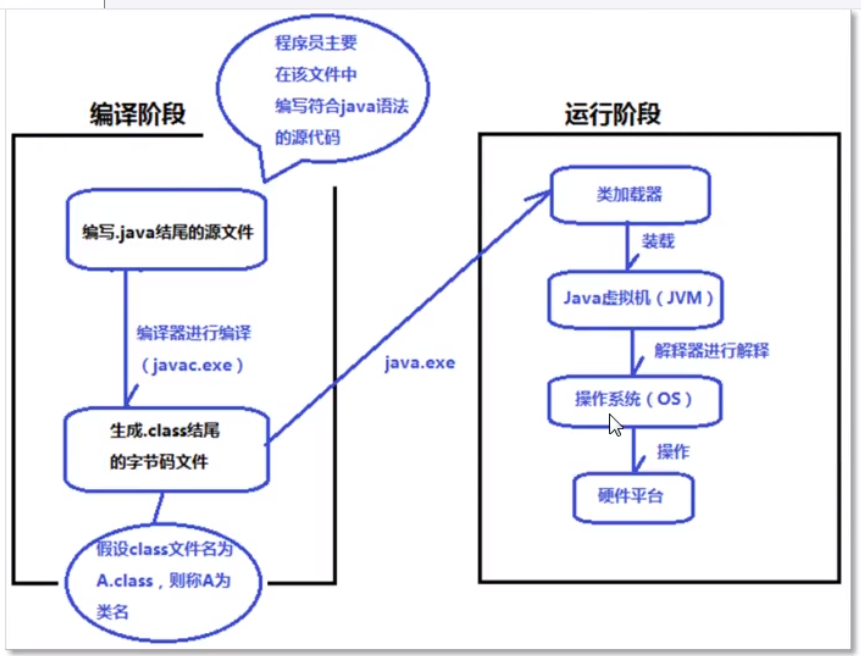 程序员主要
在该文件中
编写符合java语法
的源代码
编译阶段
编写.java结尾的源文件
编译器进行编译
（javac.exe）
生成.class结尾
的字节码文件
假设class文件名为
A.class，则称A为
类名
java.exe
运行阶段
类加载器
装载
Java虚拟机（JVM）
解释器进行解释
操作系统（OS）
操作
硬件平台